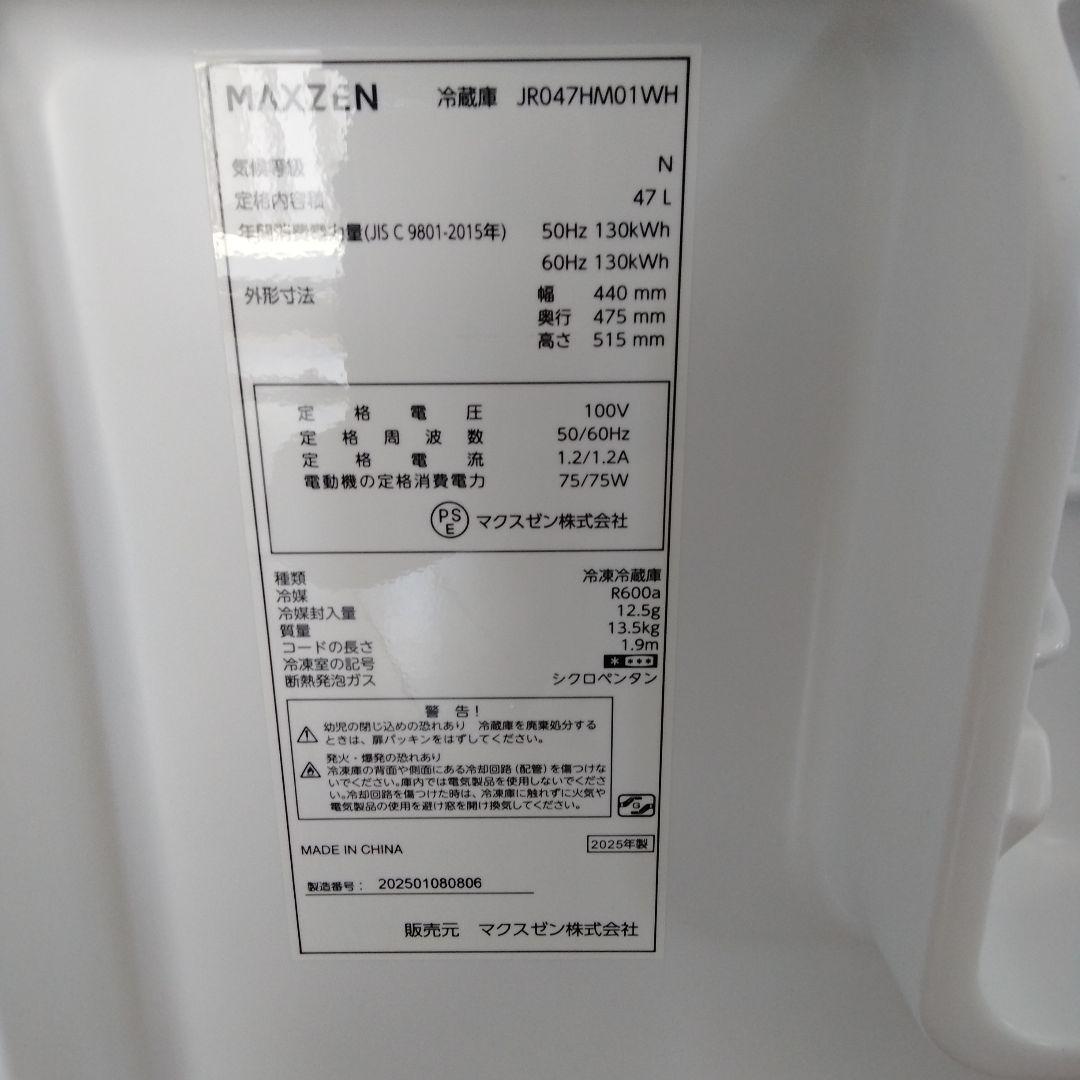 MAXZEN 冷蔵庫 JR047HM01WH
気候等級 N
定格内容積 47 L
年間消費電力量(JIS C 9801-2015年) 50Hz 130kWh
60Hz 130kWh
外形寸法 幅 440 mm
奥行 475 mm
高さ 515 mm
定格電圧 100V
定格周波数 50/60Hz
定格電流 1.2/1.2A
電動機の定格消費電力 75/75W
PSE マクスゼン株式会社
種類 冷凍冷蔵庫
冷媒 R600a
冷媒封入量 12.5g
質量 13.5kg
コードの長さ 1.9m
冷凍室の記号 * ***
断熱発泡ガス シクロペンタン
警告!
幼児の閉じ込めの恐れあり 冷蔵庫を廃棄処分する
ときは、扉パッキンをはずしてください。
発火・爆発の恐れあり
冷凍庫の背面や側面にある冷却回路(配管)を傷つけな
いでください。庫内では電気製品を使用しないでくださ
い。冷却回路を傷つけた時は、冷凍庫に触れずに火気や
電気製品の使用を避け窓を開け換気してください。
G
MADE IN CHINA 2025年製
製造番号: 202501080806
販売元 マクスゼン株式会社